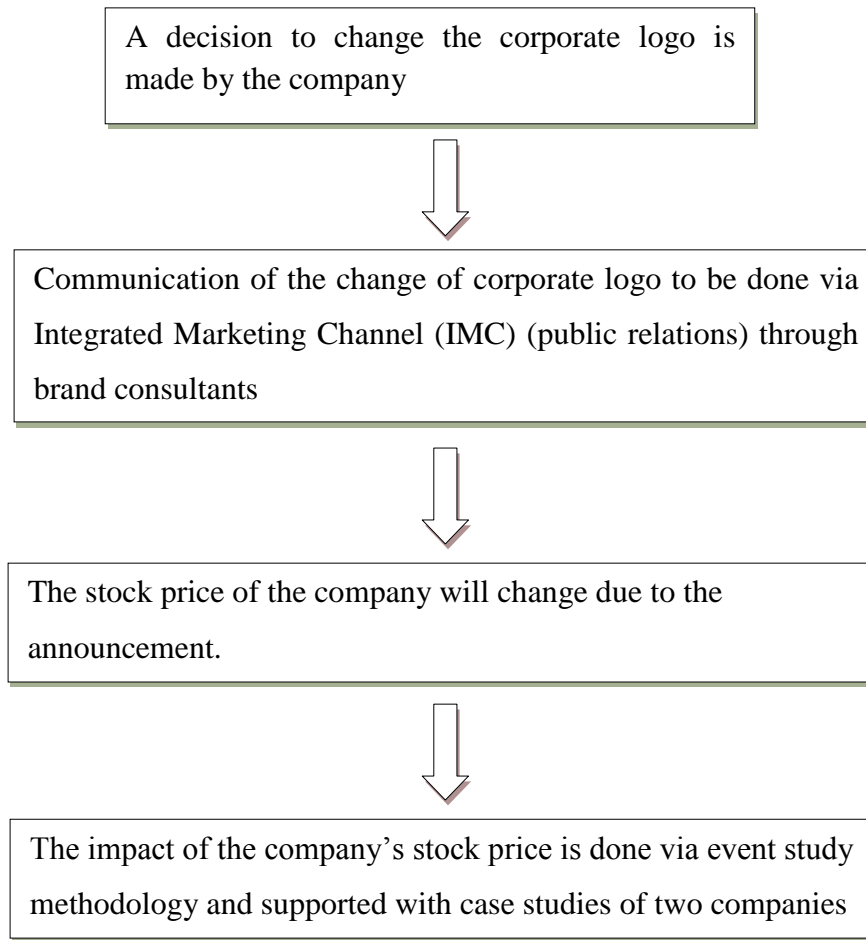 A decision to change the corporate logo is
made by the company
Communication of the change of corporate logo to be done via
Integrated Marketing Channel (IMC) (public relations) through
brand consultants
The stock price of the company will change due to the
announcement.
The impact of the company’s stock price is done via event study
methodology and supported with case studies of two companies